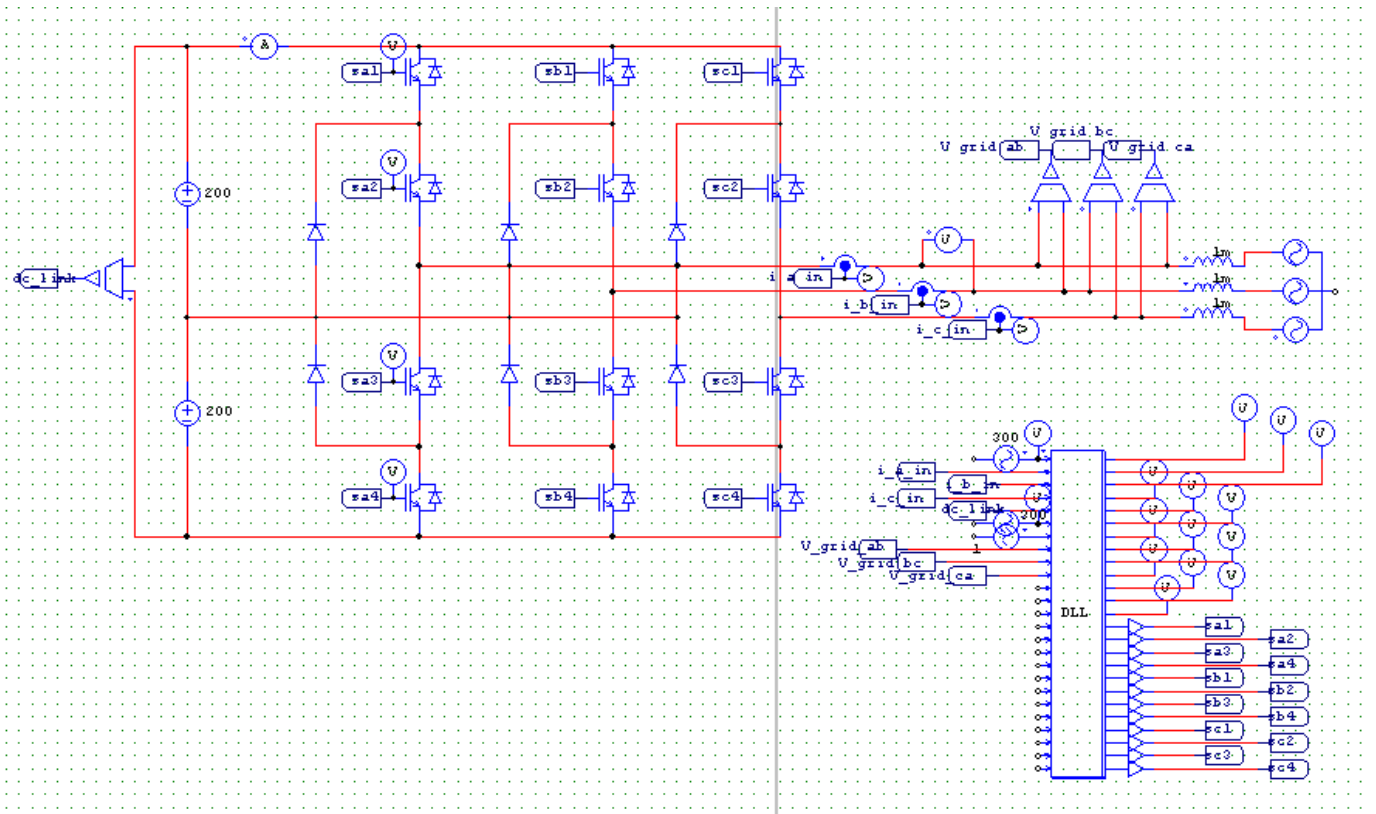 A
V
sa1
sb1
sc1
V_grid_bc
V_grid_ab
V_grid_ca
V
sa2
sb2
sc2
200
V
1m
dc_link
i_a_in
V
1m
i_b_in
V
1m
i_c_in
V
V
sa3
sb3
sc3
200
V
V
V
300
V
V
sa4
sb4
sc4
i_a_in
V
i_b_in
V
i_c_in
V
V
dc_link
V
300
V
1
V
V_grid_ab
V
V_grid_bc
V
V_grid_ca
V
V
DLL
sa1
sa2
sa3
sa4
sb1
sb2
sb3
sb4
sc1
sc2
sc3
sc4